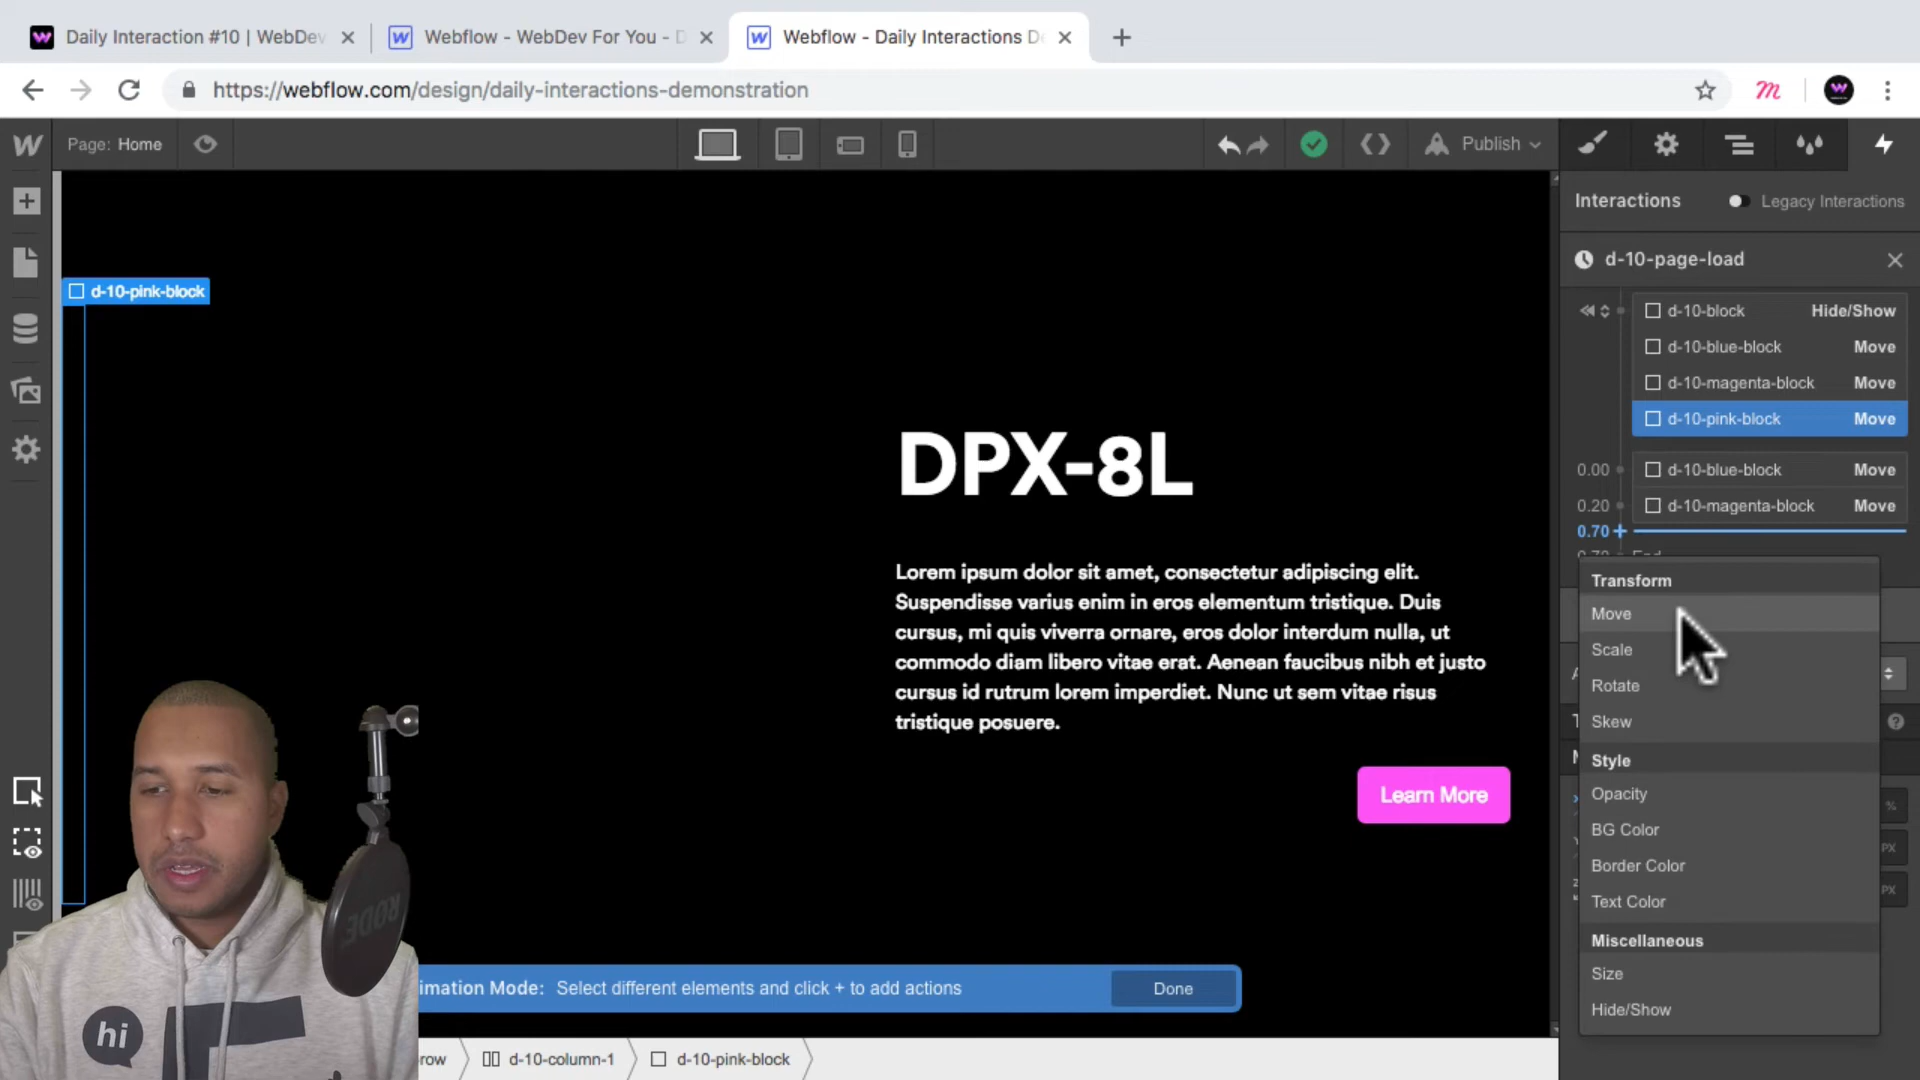 Daily Interaction #10 | WebDev
Webflow - WebDev For You - D
Webflow - Daily Interactions De
https://webflow.com/design/daily-interactions-demonstration
Page: Home
Publish
Interactions
Legacy Interactions
d-10-page-load
d-10-pink-block
d-10-block Hide/Show
d-10-blue-block Move
d-10-magenta-block Move
d-10-pink-block Move
0.00 d-10-blue-block Move
0.20 d-10-magenta-block Move
0.70
DPX-8L
Lorem ipsum dolor sit amet, consectetur adipiscing elit.
Suspendisse varius enim in eros elementum tristique. Duis
cursus, mi quis viverra ornare, eros dolor interdum nulla, ut
commodo diam libero vitae erat. Aenean faucibus nibh et justo
cursus id rutrum lorem imperdiet. Nunc ut sem vitae risus
tristique posuere.
Learn More
Transform
Move
Scale
Rotate
Skew
Style
Opacity
BG Color
Border Color
Text Color
Miscellaneous
Size
Hide/Show
%
PX
PX
RODE
hi
imation Mode: Select different elements and click + to add actions
Done
row d-10-column-1 d-10-pink-block